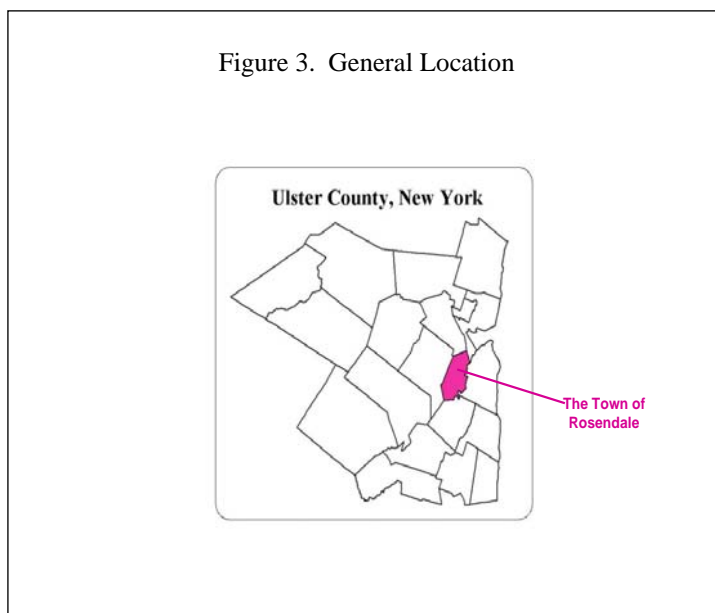 Figure 3. General Location
Ulster County, New York
The Town of
Rosendale